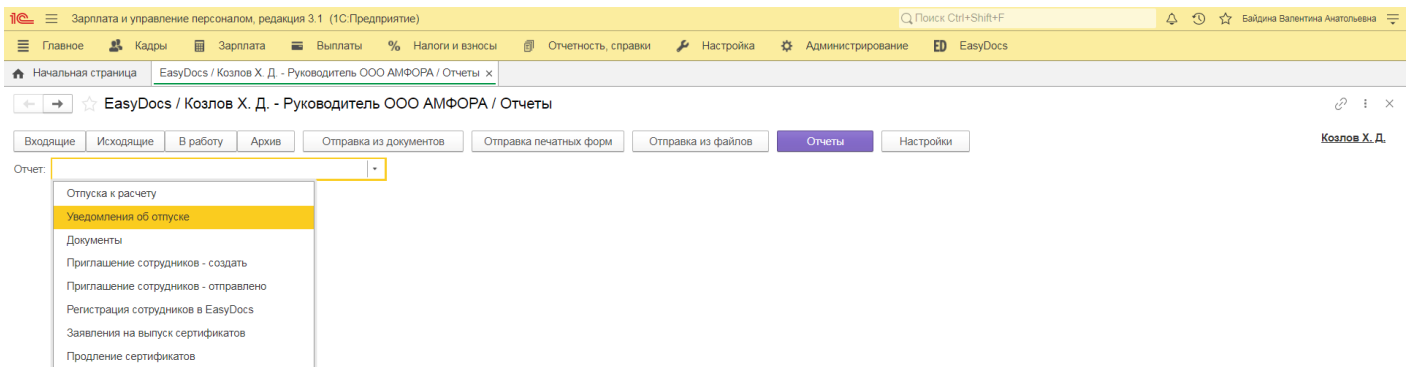 1С Зарплата и управление персоналом, редакция 3.1 (1С:Предприятие) Поиск Ctrl+Shift+F Байдина Валентина Анатольевна
Главное Кадры Зарплата Выплаты % Налоги и взносы Отчетность, справки Настройка Администрирование ED EasyDocs
Начальная страница EasyDocs / Козлов Х. Д. - Руководитель ООО АМФОРА / Отчеты ×
EasyDocs / Козлов Х. Д. - Руководитель ООО АМФОРА / Отчеты
Входящие Исходящие В работу Архив Отправка из документов Отправка печатных форм Отправка из файлов Отчеты Настройки Козлов Х. Д.
Отчет:
Отпуска к расчету
Уведомления об отпуске
Документы
Приглашение сотрудников - создать
Приглашение сотрудников - отправлено
Регистрация сотрудников в EasyDocs
Заявления на выпуск сертификатов
Продление сертификатов